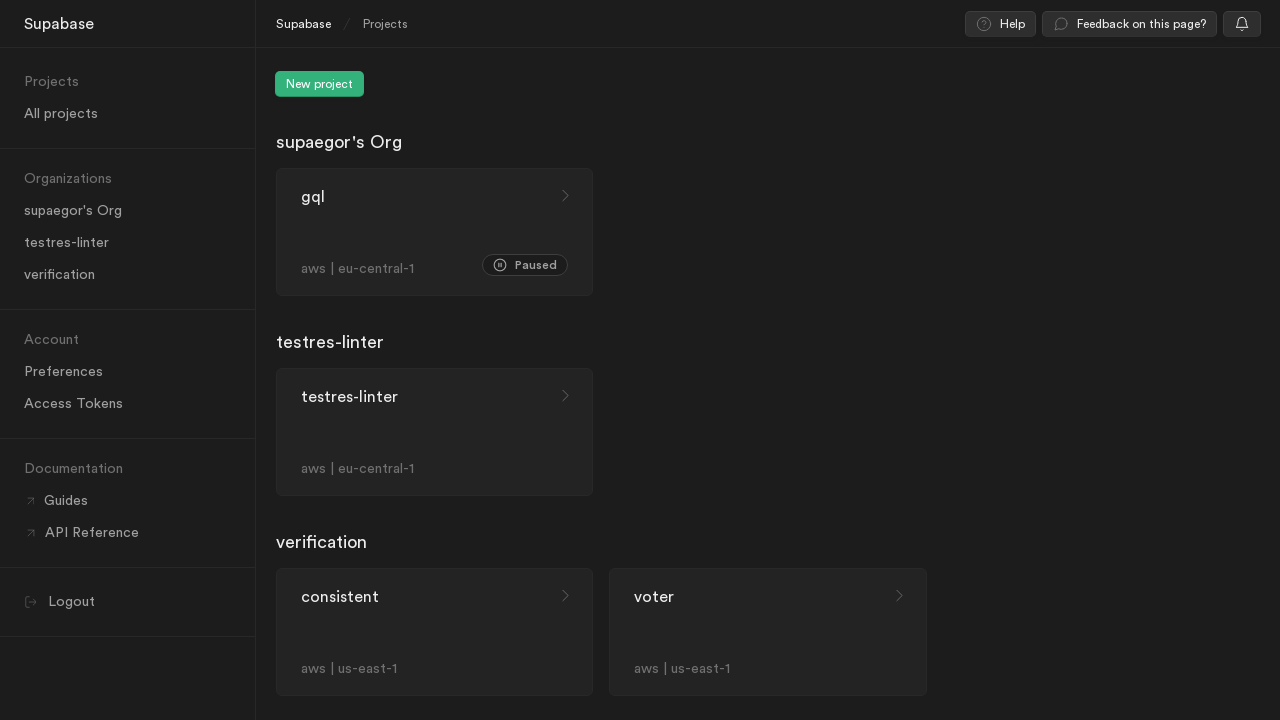 Supabase
Supabase / Projects
Help
Feedback on this page?
Projects
All projects
Organizations
supaegor's Org
testres-linter
verification
Account
Preferences
Access Tokens
Documentation
Guides
API Reference
Logout
New project
supaegor's Org
gql
aws | eu-central-1
Paused
testres-linter
testres-linter
aws | eu-central-1
verification
consistent
aws | us-east-1
voter
aws | us-east-1